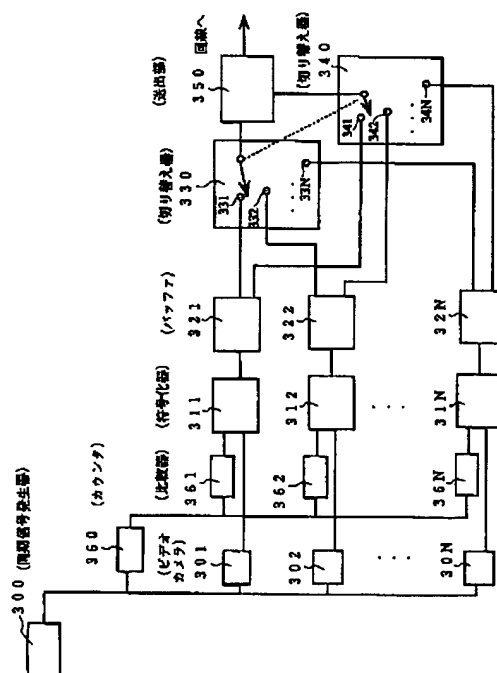 300 (同期信号発生器)
360
(カウンタ)
(ビデオ
カメラ)
301
302
30N
(比較器)
361
362
36N
(符号化器)
311
312
31N
(バッファ)
321
322
32N
(切り替え器)
330
331
332
33N
(送出部)
350
回線へ
(切り替え器)
340
341
342
34N